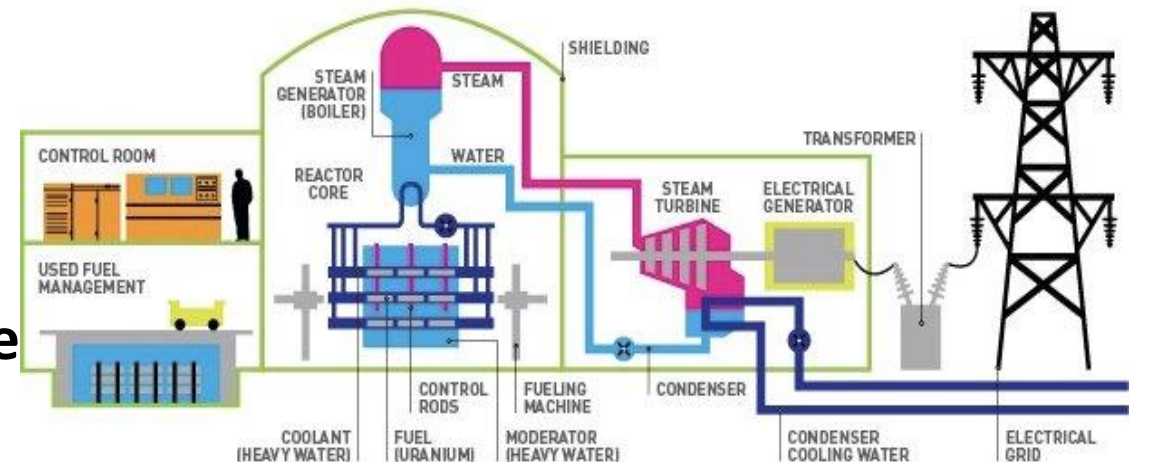 SHIELDING
STEAM
GENERATOR
(BOILER)
STEAM
TRANSFORMER
CONTROL ROOM
WATER
REACTOR
CORE
STEAM
TURBINE
ELECTRICAL
GENERATOR
USED FUEL
MANAGEMENT
e
CONTROL
RODS
FUELING
MACHINE
CONDENSER
COOLANT
(HEAVY WATER)
FUEL
(URANIUM)
MODERATOR
(HEAVY WATER)
CONDENSER
COOLING WATER
ELECTRICAL
GRID